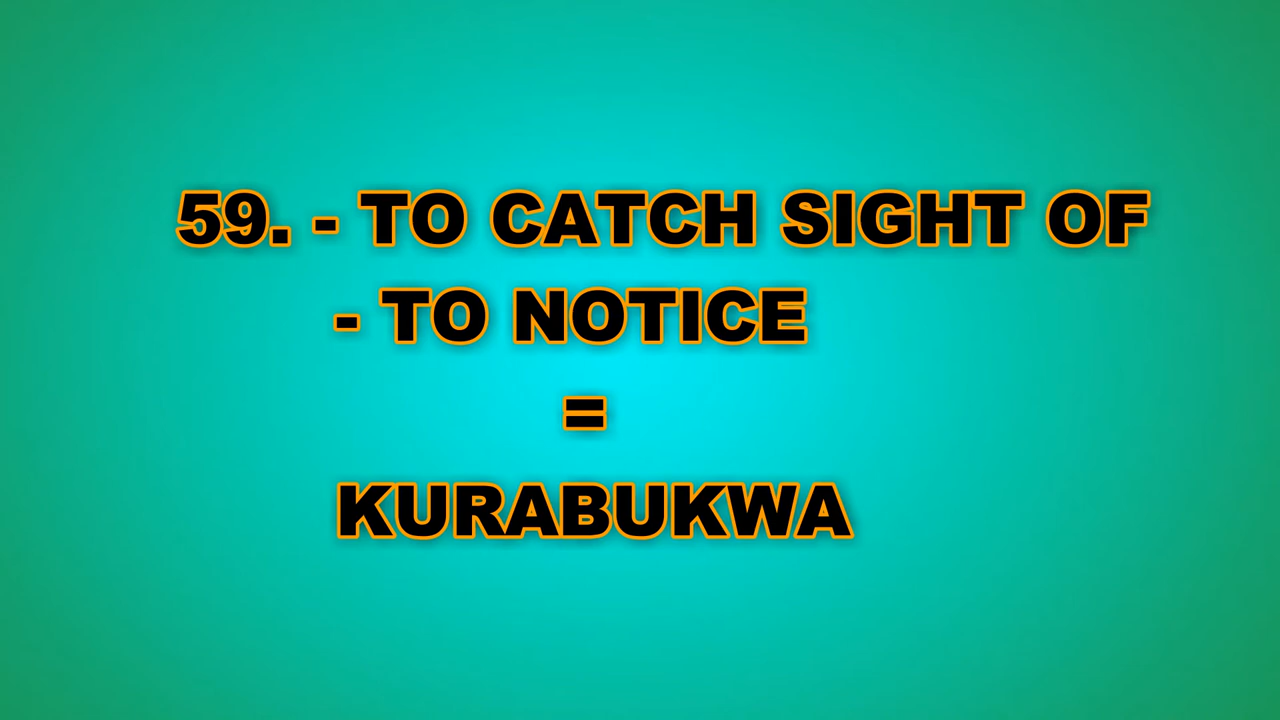 59. - TO CATCH SIGHT OF
- TO NOTICE
=
KURABUKWA